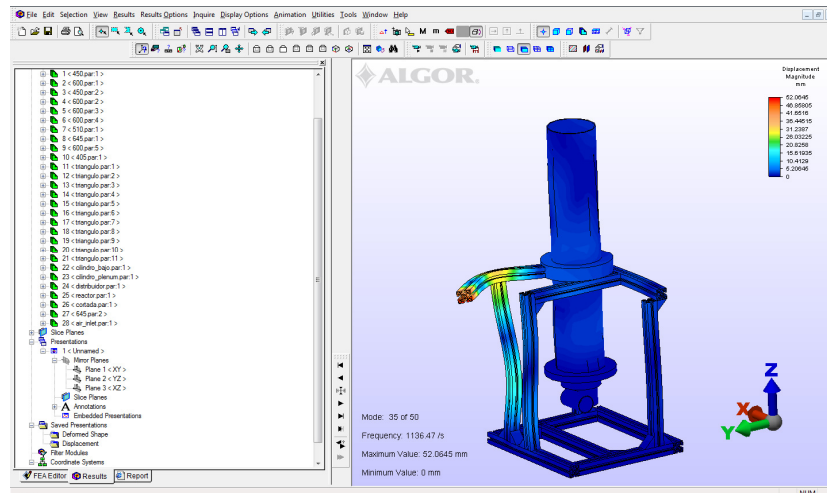 File Edit Selection View Results Results Options Inquire Display Options Animation Utilities Tools Window Help
1 < 450.par:1 >
2 < 600.par:1 >
3 < 450.par:2 >
4 < 600.par:2 >
5 < 600.par:3 >
6 < 600.par:4 >
7 < 510.par:1 >
8 < 645.par:1 >
9 < 600.par:5 >
10 < 405.par:1 >
11 < triangulo.par:1 >
12 < triangulo.par:2 >
13 < triangulo.par:3 >
14 < triangulo.par:4 >
15 < triangulo.par:5 >
16 < triangulo.par:6 >
17 < triangulo.par:7 >
18 < triangulo.par:8 >
19 < triangulo.par:9 >
20 < triangulo.par:10 >
21 < triangulo.par:11 >
22 < cilindro_bajo.par:1 >
23 < cilindro_plenum.par:1 >
24 < distribuidor.par:1 >
25 < reactor.par:1 >
26 < cortada.par:1 >
27 < 645.par:2 >
28 < air_inlet.par:1 >
Slice Planes
Presentations
1 < Unnamed >
Mirror Planes
Plane 1 < XY >
Plane 2 < YZ >
Plane 3 < XZ >
Slice Planes
Annotations
Embedded Presentations
Saved Presentations
Deformed Shape
Displacement
Filter Modules
Coordinate Systems
FEA Editor Results Report
ALGOR.
Displacement
Magnitude
mm
52.0645
46.85805
41.6516
36.44515
31.2387
26.03225
20.8258
15.61935
10.4129
5.20645
0
Mode: 35 of 50
Frequency: 1136.47 /s
Maximum Value: 52.0645 mm
Minimum Value: 0 mm
Z
X
Y
NUM